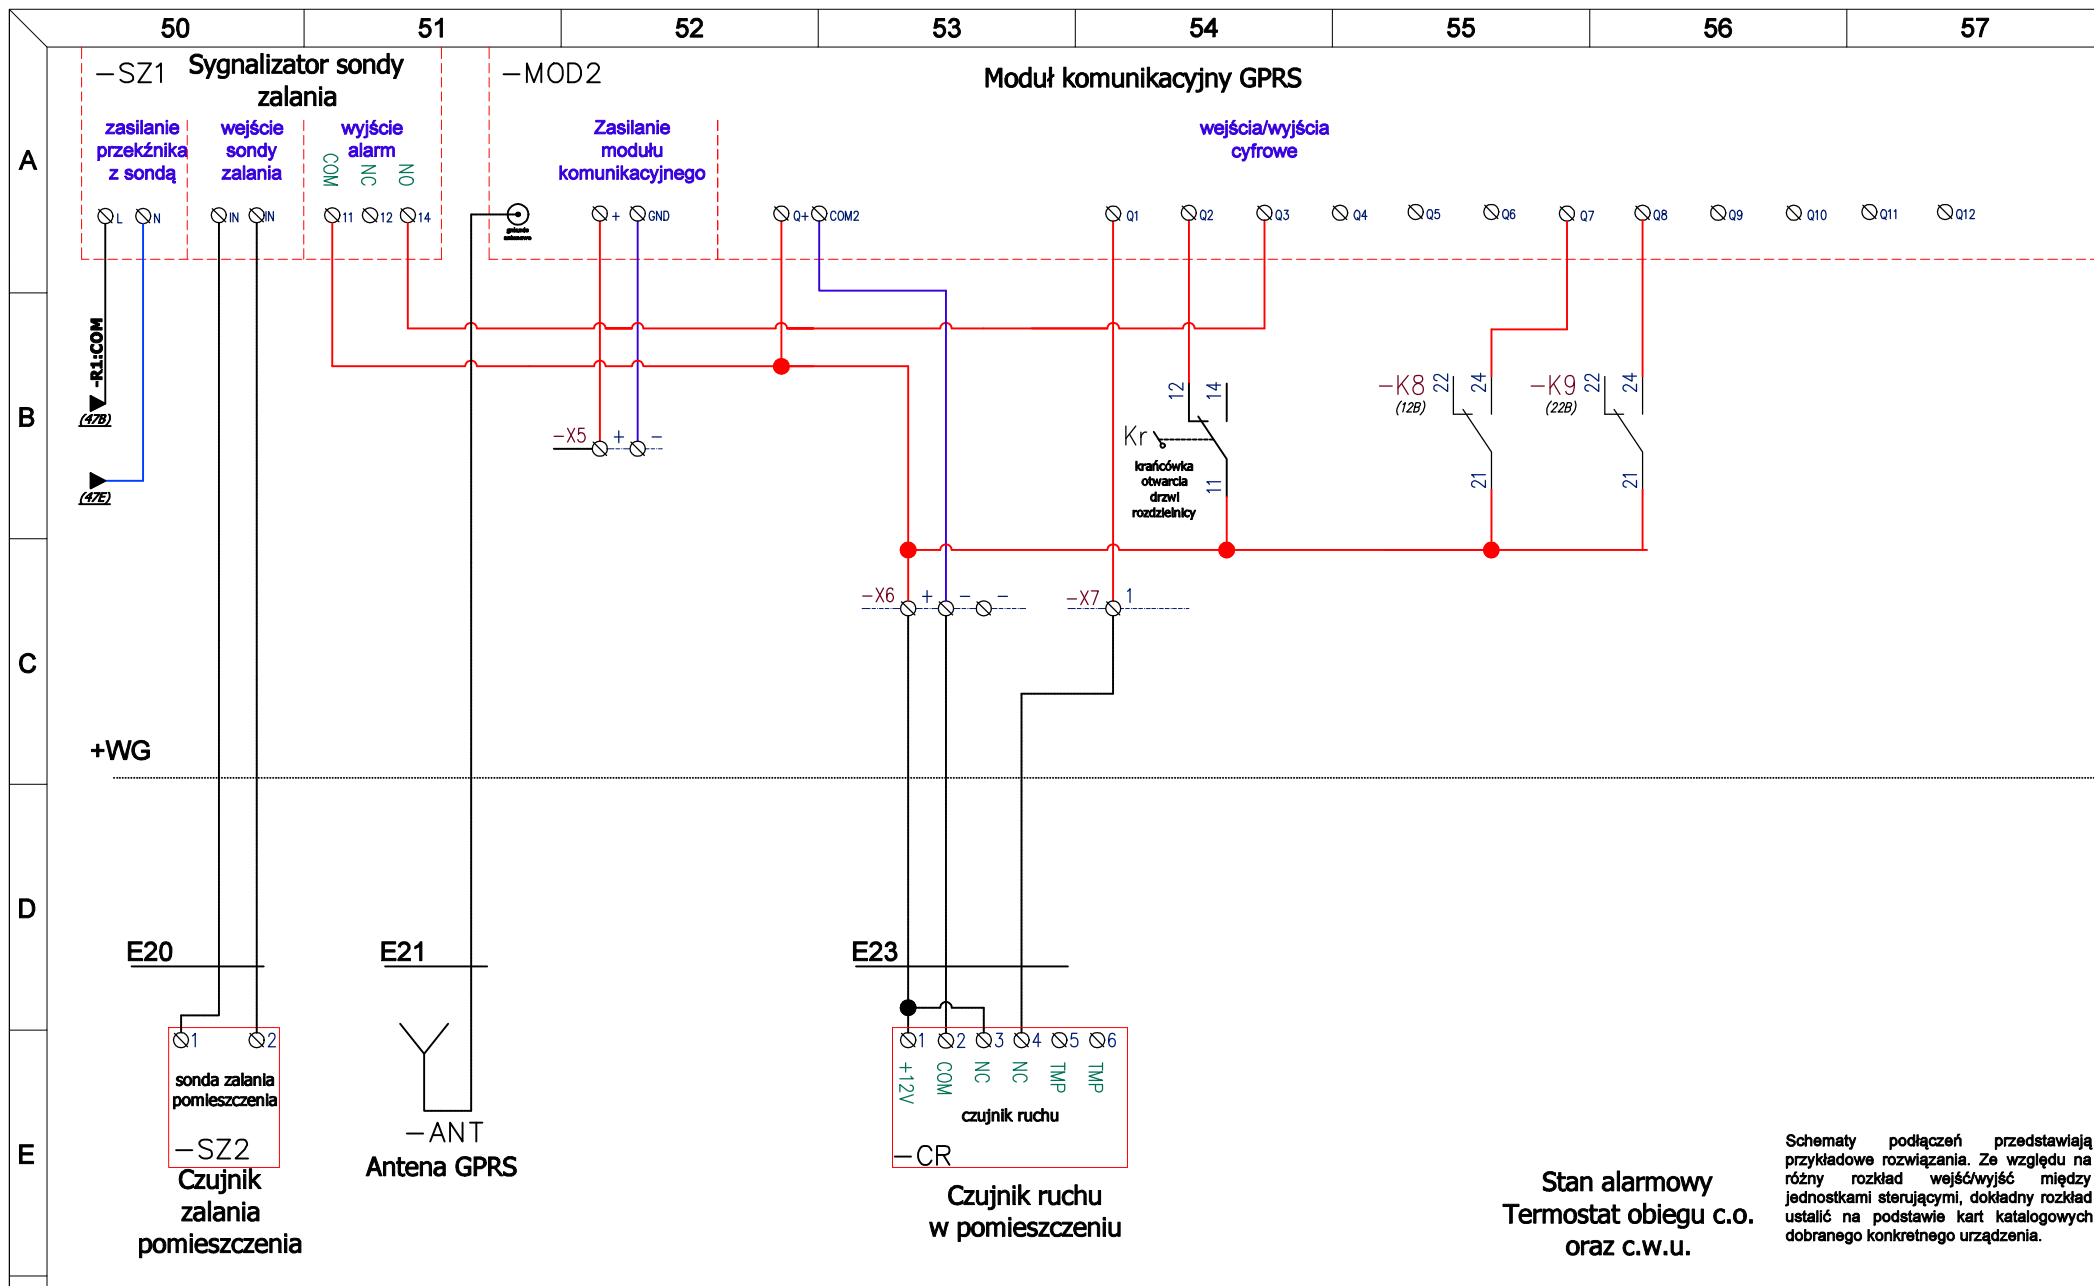 50 51 52 53 54 55 56 57
A
B
C
D
E
-SZ1
Sygnalizator sondy
zalania
zasilanie
przekźnika
z sondą
wejście
sondy
zalania
wyjście
alarm
COM NC NO
L N IN IN 11 12 14
-MOD2
Moduł komunikacyjny GPRS
Zasilanie
modułu
komunikacyjnego
wejścia/wyjścia
cyfrowe
+ GND Q+ COM2 Q1 Q2 Q3 Q4 Q5 Q6 Q7 Q8 Q9 Q10 Q11 Q12
-R1:COM
(47B)
(47E)
-X5 + -
12 14
Kr
krańcówka
otwarcia
drzwi
rozdzielnicy
11
-K8 22 24
(12B)
21
-K9 22 24
(22B)
21
-X6 + - -
-X7 1
+WG
E20
E21
E23
1 2
sonda zalania
pomieszczenia
-SZ2
Czujnik
zalania
pomieszczenia
-ANT
Antena GPRS
1 2 3 4 5 6
+12V COM NC NC TMP TMP
czujnik ruchu
-CR
Czujnik ruchu
w pomieszczeniu
Stan alarmowy
Termostat obiegu c.o.
oraz c.w.u.
Schematy podłączeń przedstawiają
przykładowe rozwiązania. Ze względu na
różny rozkład wejść/wyjść między
jednostkami sterującymi, dokładny rozkład
ustalić na podstawie kart katalogowych
dobranego konkretnego urządzenia.